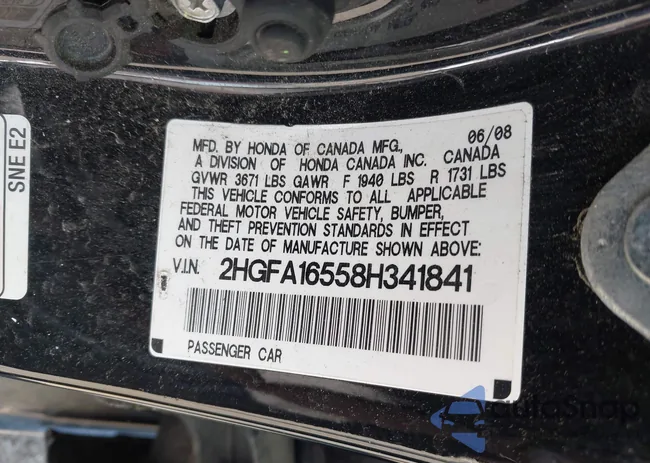 SNE E2
MFD. BY HONDA OF CANADA MFG., 06/08
A DIVISION OF HONDA CANADA INC. CANADA
GVWR 3671 LBS GAWR F 1940 LBS R 1731 LBS
THIS VEHICLE CONFORMS TO ALL APPLICABLE
FEDERAL MOTOR VEHICLE SAFETY, BUMPER,
AND THEFT PREVENTION STANDARDS IN EFFECT
ON THE DATE OF MANUFACTURE SHOWN ABOVE:
V.I.N. 2HGFA16558H341841
PASSENGER CAR
autoSnap